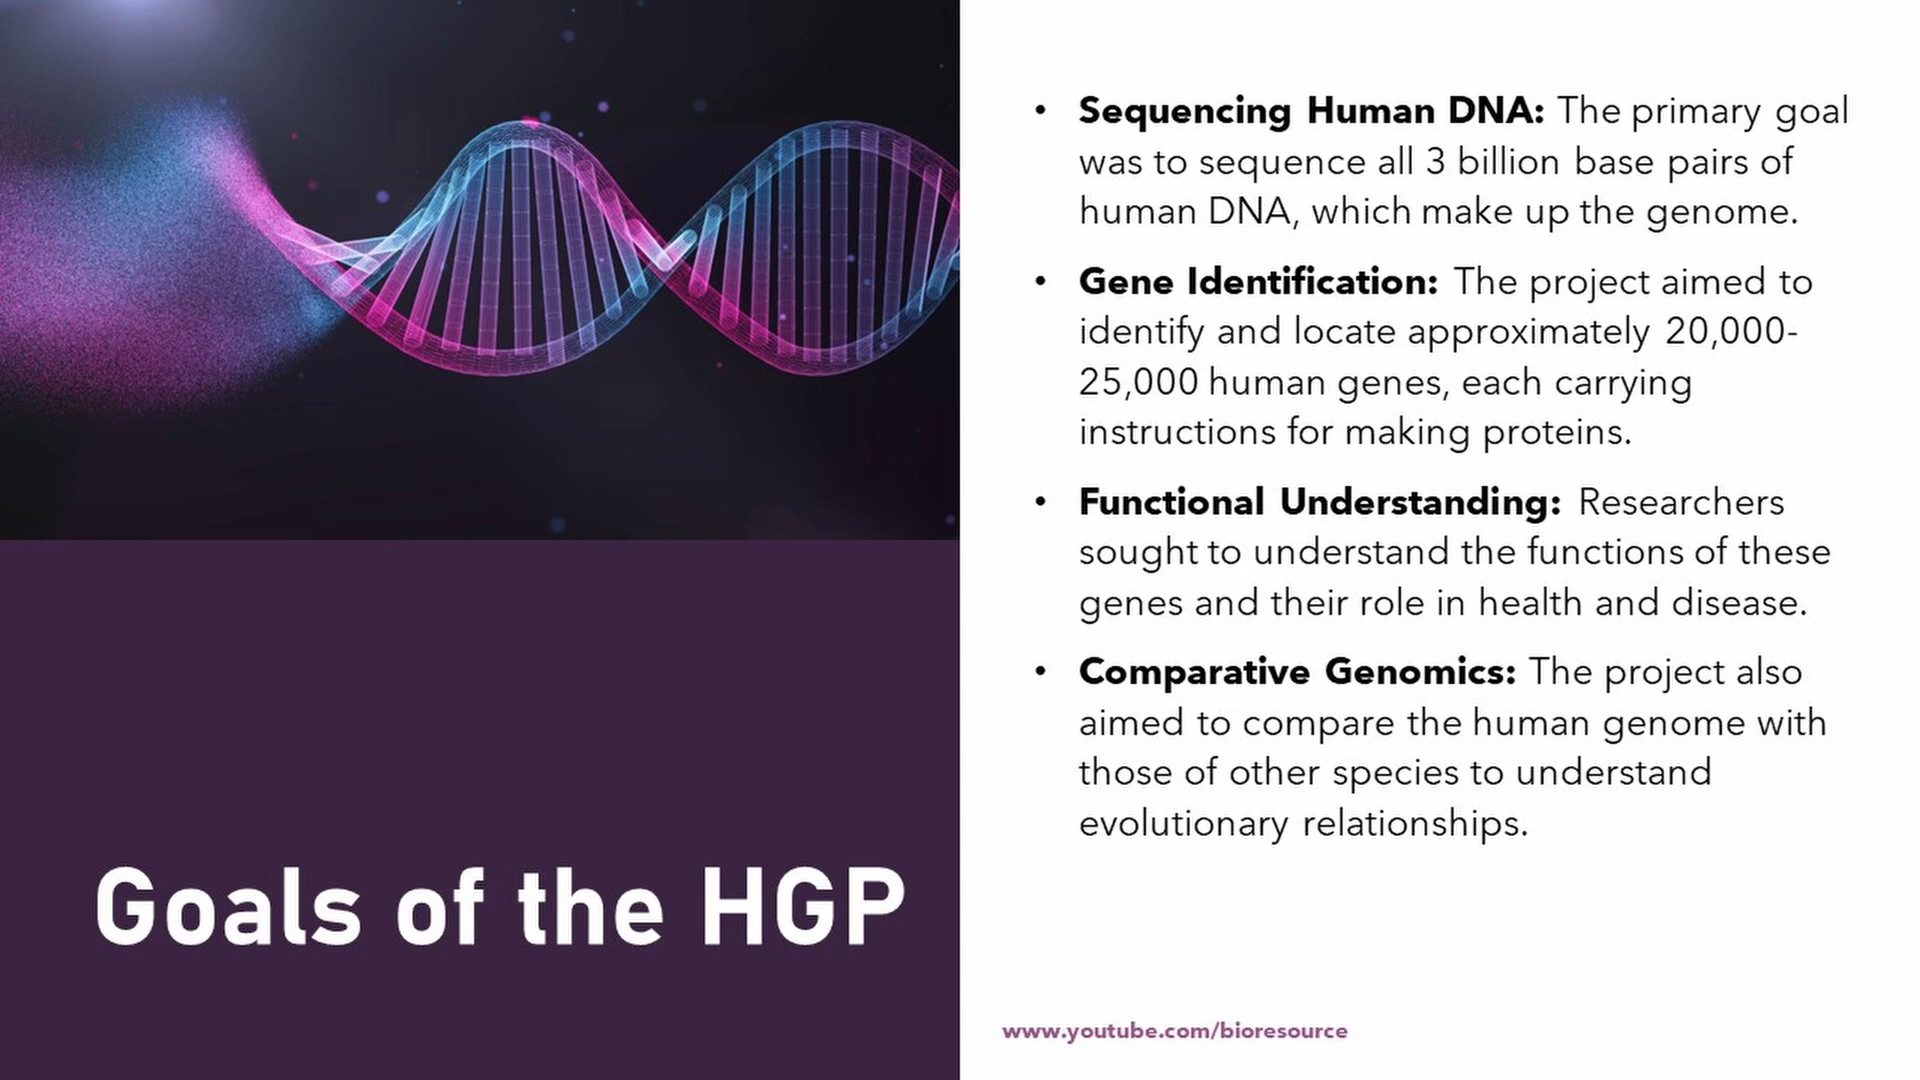 Goals of the HGP
• Sequencing Human DNA: The primary goal
was to sequence all 3 billion base pairs of
human DNA, which make up the genome.
• Gene Identification: The project aimed to
identify and locate approximately 20,000-
25,000 human genes, each carrying
instructions for making proteins.
• Functional Understanding: Researchers
sought to understand the functions of these
genes and their role in health and disease.
• Comparative Genomics: The project also
aimed to compare the human genome with
those of other species to understand
evolutionary relationships.
www.youtube.com/bioresource